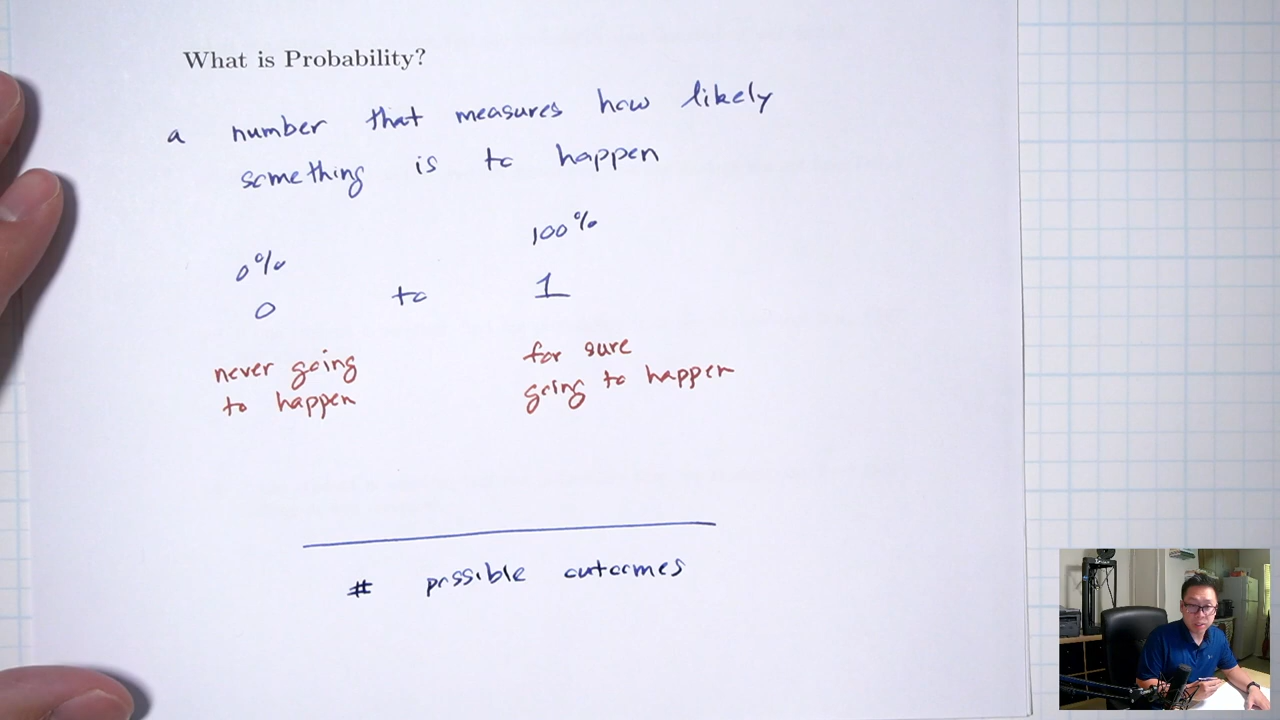 What is Probability?
a number that measures how likely
something is to happen
0% 100%
0 to 1
never going for sure
to happen going to happen
# possible outcomes